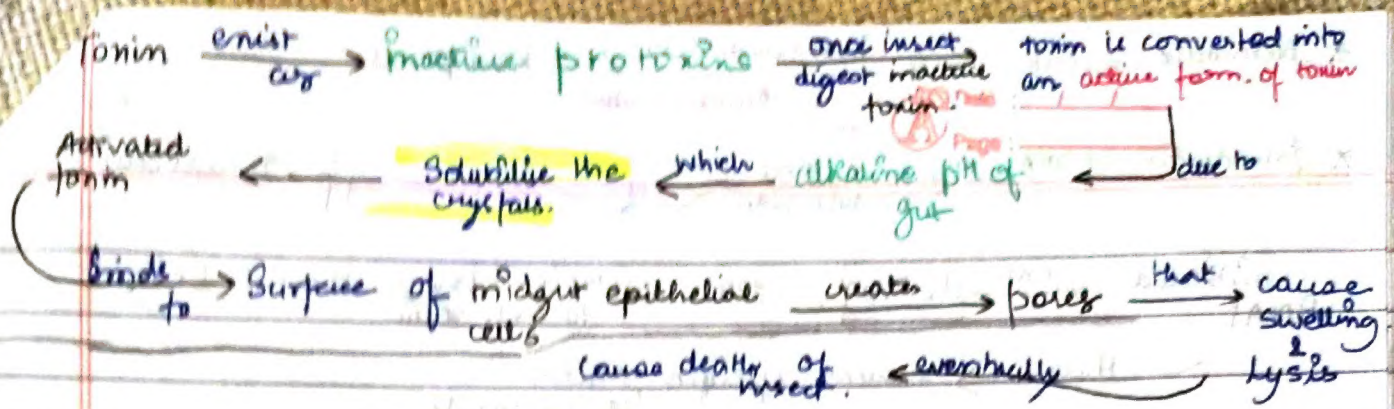 Toxin exist as → inactive protoxins once insect digest inactive toxin. → toxin is converted into an active form. of toxin
Date :
Page :
due to → alkaline pH of gut which → Solubilise the crystals. → Activated toxin
binds to → Surface of midgut epithelial cells creates → pores that → cause swelling & Lysis
eventually → cause death of insect.